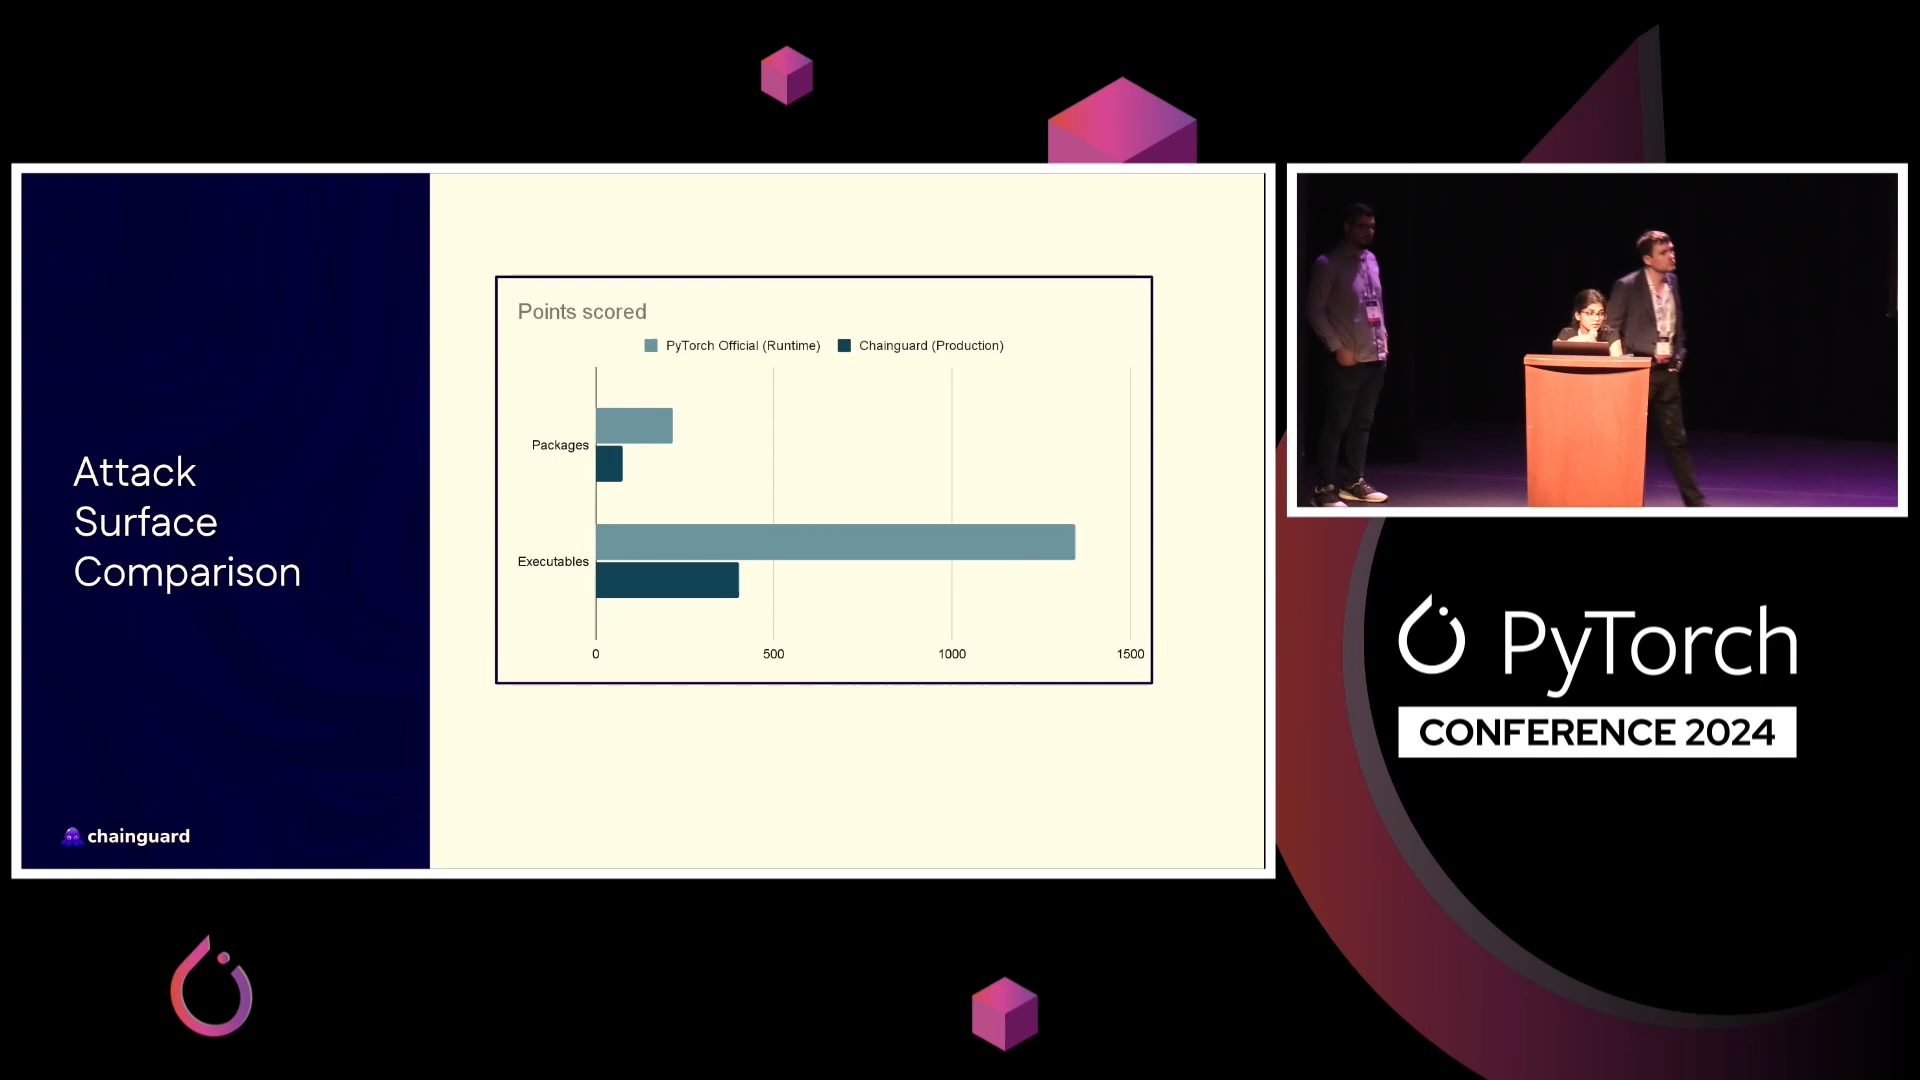 Attack
Surface
Comparison
chainguard
Points scored
PyTorch Official (Runtime)
Chainguard (Production)
Packages
Executables
0
500
1000
1500
PyTorch
CONFERENCE 2024